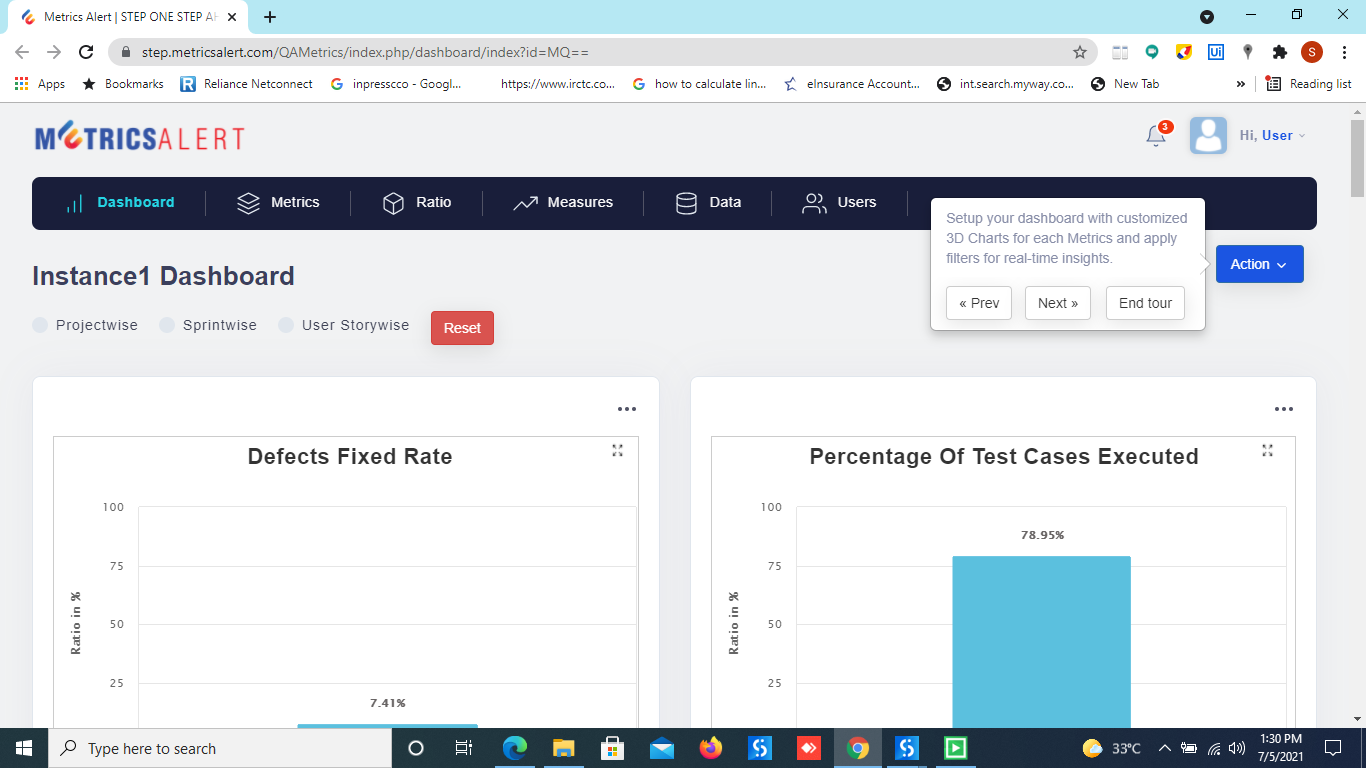 Metrics Alert | STEP ONE STEP AH
step.metricsalert.com/QAMetrics/index.php/dashboard/index?id=MQ==
S
Apps
Bookmarks
Reliance Netconnect
inpresscco - Googl...
https://www.irctc.co...
how to calculate lin...
eInsurance Account...
int.search.myway.co...
New Tab
»
Reading list
METRICSALERT
3
Hi, User
Dashboard
Metrics
Ratio
Measures
Data
Users
Setup your dashboard with customized
3D Charts for each Metrics and apply
filters for real-time insights.
« Prev
Next »
End tour
Action
Instance1 Dashboard
Projectwise
Sprintwise
User Storywise
Reset
Defects Fixed Rate
100
75
50
25
Ratio in %
7.41%
Percentage Of Test Cases Executed
100
75
50
25
Ratio in %
78.95%
Type here to search
33°C
1:30 PM
7/5/2021